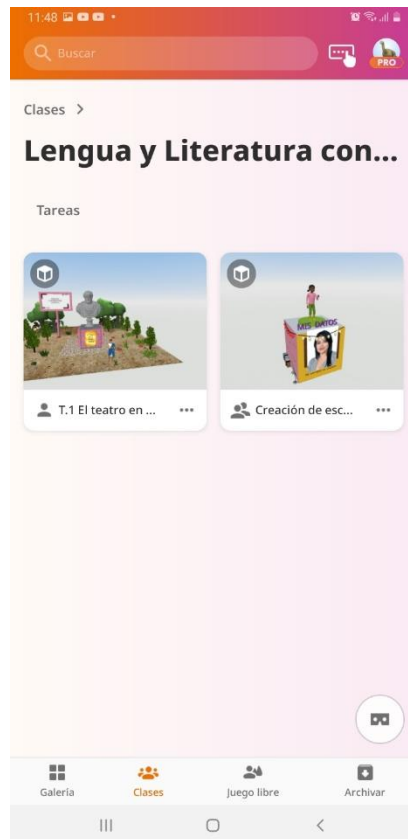 11:48
Buscar
PRO
Clases >
Lengua y Literatura con...
Tareas
MIS DATOS
T.1 El teatro en ...
Creación de esc...
Galería
Clases
Juego libre
Archivar